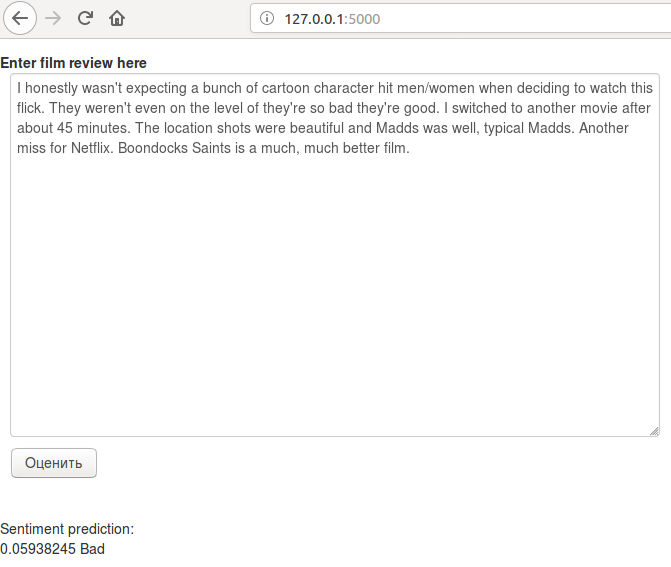 127.0.0.1:5000
Enter film review here
I honestly wasn't expecting a bunch of cartoon character hit men/women when deciding to watch this
flick. They weren't even on the level of they're so bad they're good. I switched to another movie after
about 45 minutes. The location shots were beautiful and Madds was well, typical Madds. Another
miss for Netflix. Boondocks Saints is a much, much better film.
Оценить
Sentiment prediction:
0.05938245 Bad